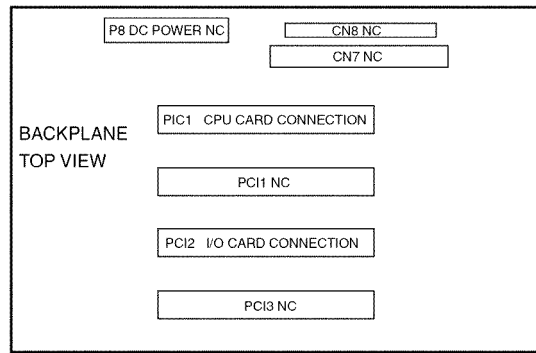 P8 DC POWER NC
CN8 NC
CN7 NC
PIC1 CPU CARD CONNECTION
BACKPLANE
TOP VIEW
PCI1 NC
PCI2 I/O CARD CONNECTION
PCI3 NC